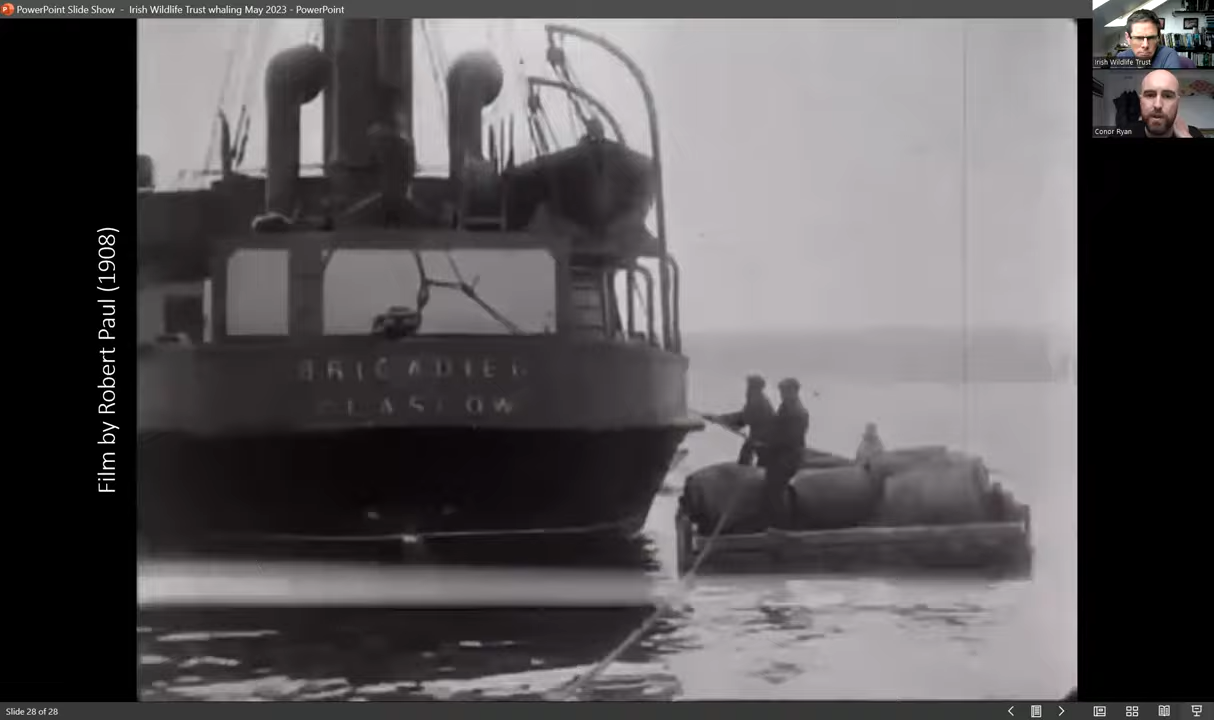 PowerPoint Slide Show - Irish Wildlife Trust whaling May 2023 - PowerPoint
Irish Wildlife Trust
Conor Ryan
Film by Robert Paul (1908)
BRIGADIER
GLASGOW
Slide 28 of 28